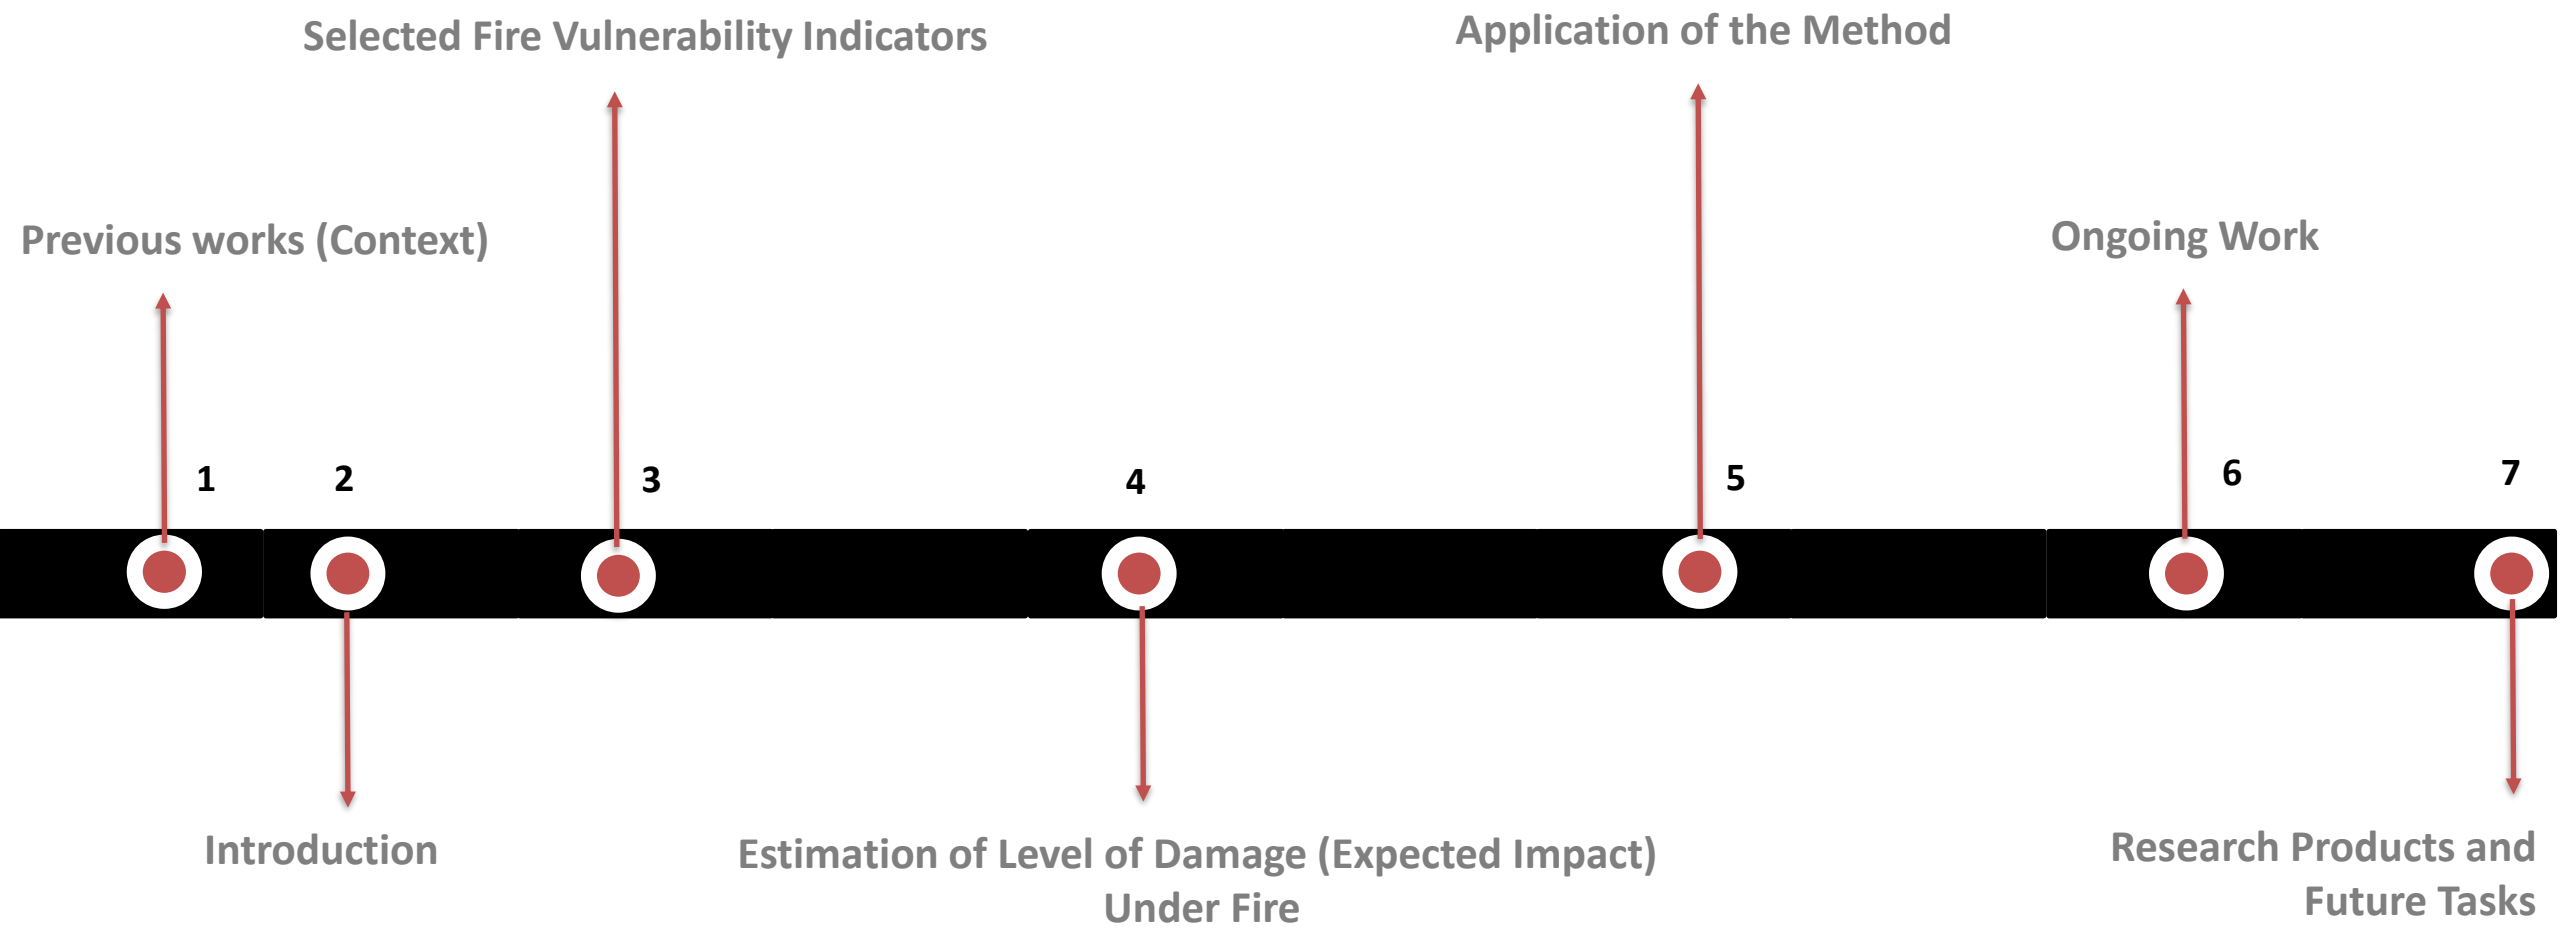 Selected Fire Vulnerability Indicators
Application of the Method
Previous works (Context)
Ongoing Work
1
2
3
4
5
6
7
Introduction
Estimation of Level of Damage (Expected Impact)
Under Fire
Research Products and
Future Tasks